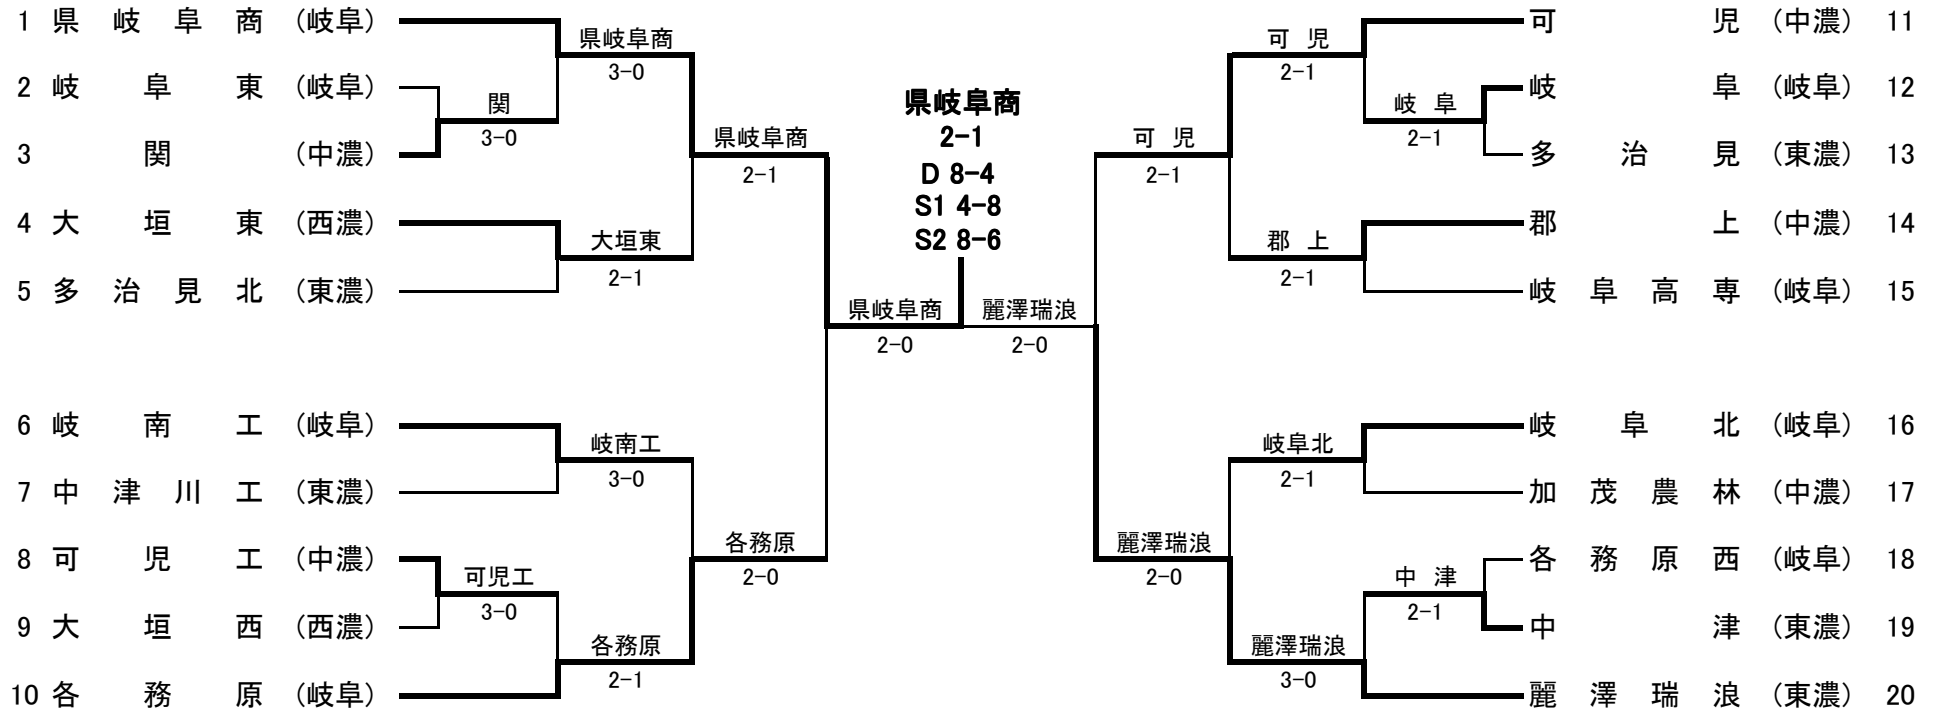 1 県岐阜商 (岐阜)
2 岐阜東 (岐阜)
3 関 (中濃)
4 大垣東 (西濃)
5 多治見北 (東濃)
6 岐南工 (岐阜)
7 中津川工 (東濃)
8 可児工 (中濃)
9 大垣西 (西濃)
10 各務原 (岐阜)
関
3-0
可児工
3-0
県岐阜商
3-0
大垣東
2-1
岐南工
3-0
各務原
2-1
県岐阜商
2-1
各務原
2-0
県岐阜商
2-0
県岐阜商
2-1
D 8-4
S1 4-8
S2 8-6
麗澤瑞浪
2-0
可児
2-1
麗澤瑞浪
2-0
可児
2-1
郡上
2-1
岐阜北
2-1
麗澤瑞浪
3-0
岐阜
2-1
中津
2-1
可児 (中濃) 11
岐阜 (岐阜) 12
多治見 (東濃) 13
郡上 (中濃) 14
岐阜高専 (岐阜) 15
岐阜北 (岐阜) 16
加茂農林 (中濃) 17
各務原西 (岐阜) 18
中津 (東濃) 19
麗澤瑞浪 (東濃) 20